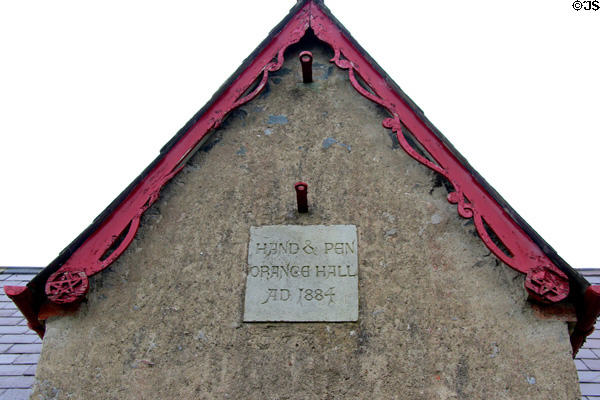 ©JS
HAND & PEN
ORANGE HALL
AD 1884